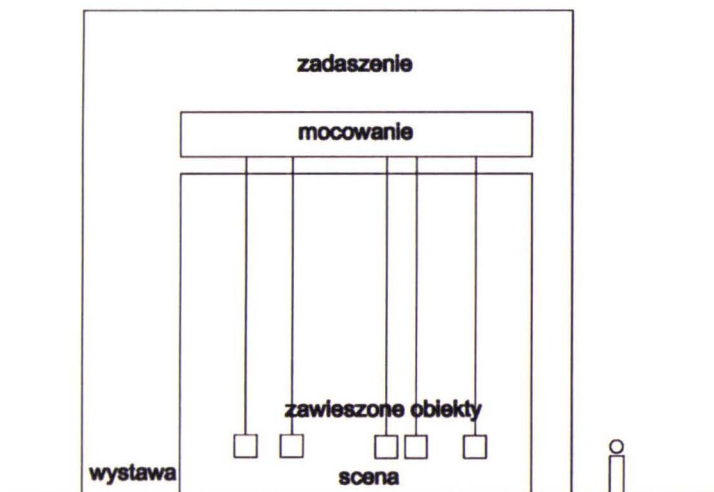 zadaszenie
mocowanie
zawieszone obiekty
wystawa
scena